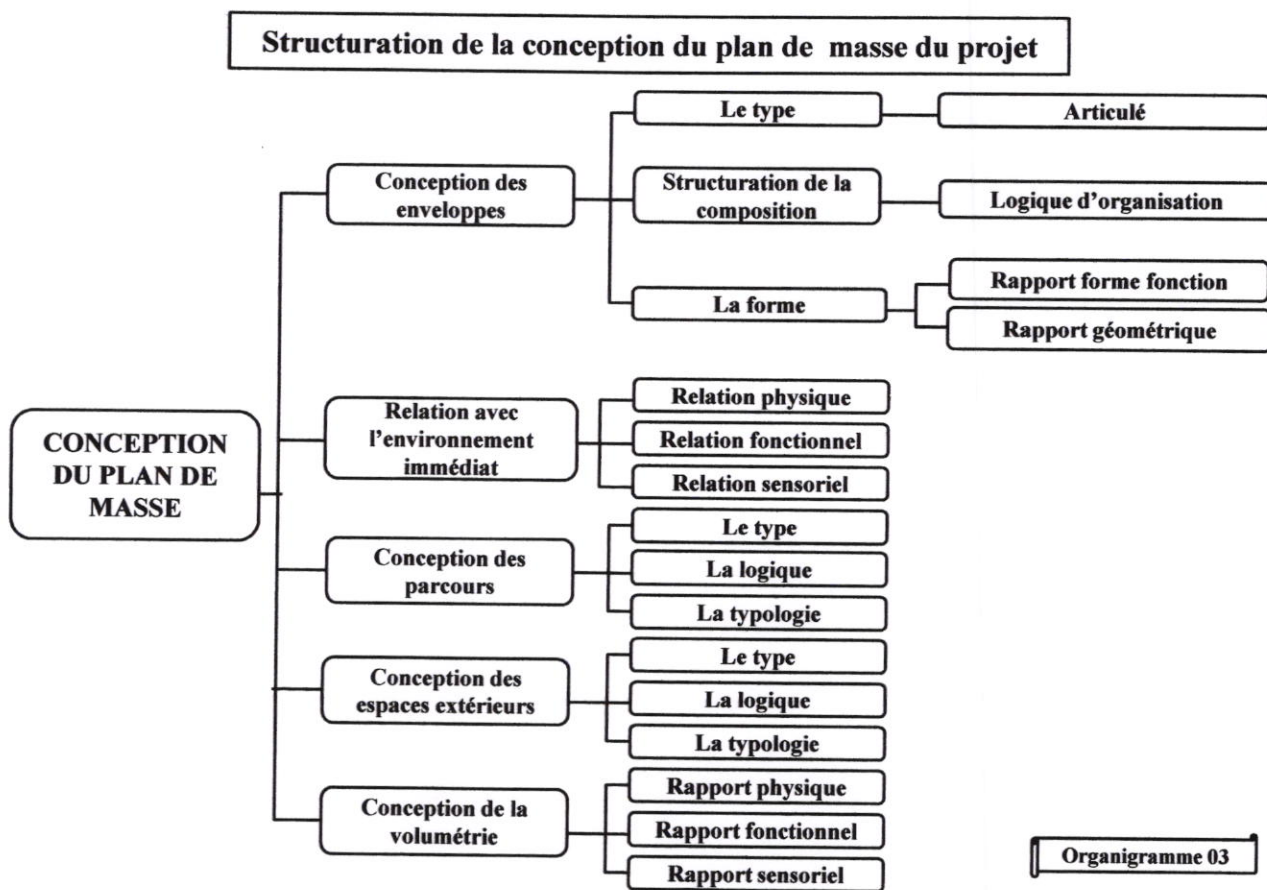 Structuration de la conception du plan de masse du projet
Le type
Articulé
Conception des
enveloppes
Structuration de la
composition
Logique d'organisation
La forme
Rapport forme fonction
Rapport géométrique
CONCEPTION
DU PLAN DE
MASSE
Relation avec
l'environnement
immédiat
Relation physique
Relation fonctionnel
Relation sensoriel
Conception des
parcours
Le type
La logique
La typologie
Conception des
espaces extérieurs
Le type
La logique
La typologie
Conception de la
volumétrie
Rapport physique
Rapport fonctionnel
Rapport sensoriel
Organigramme 03